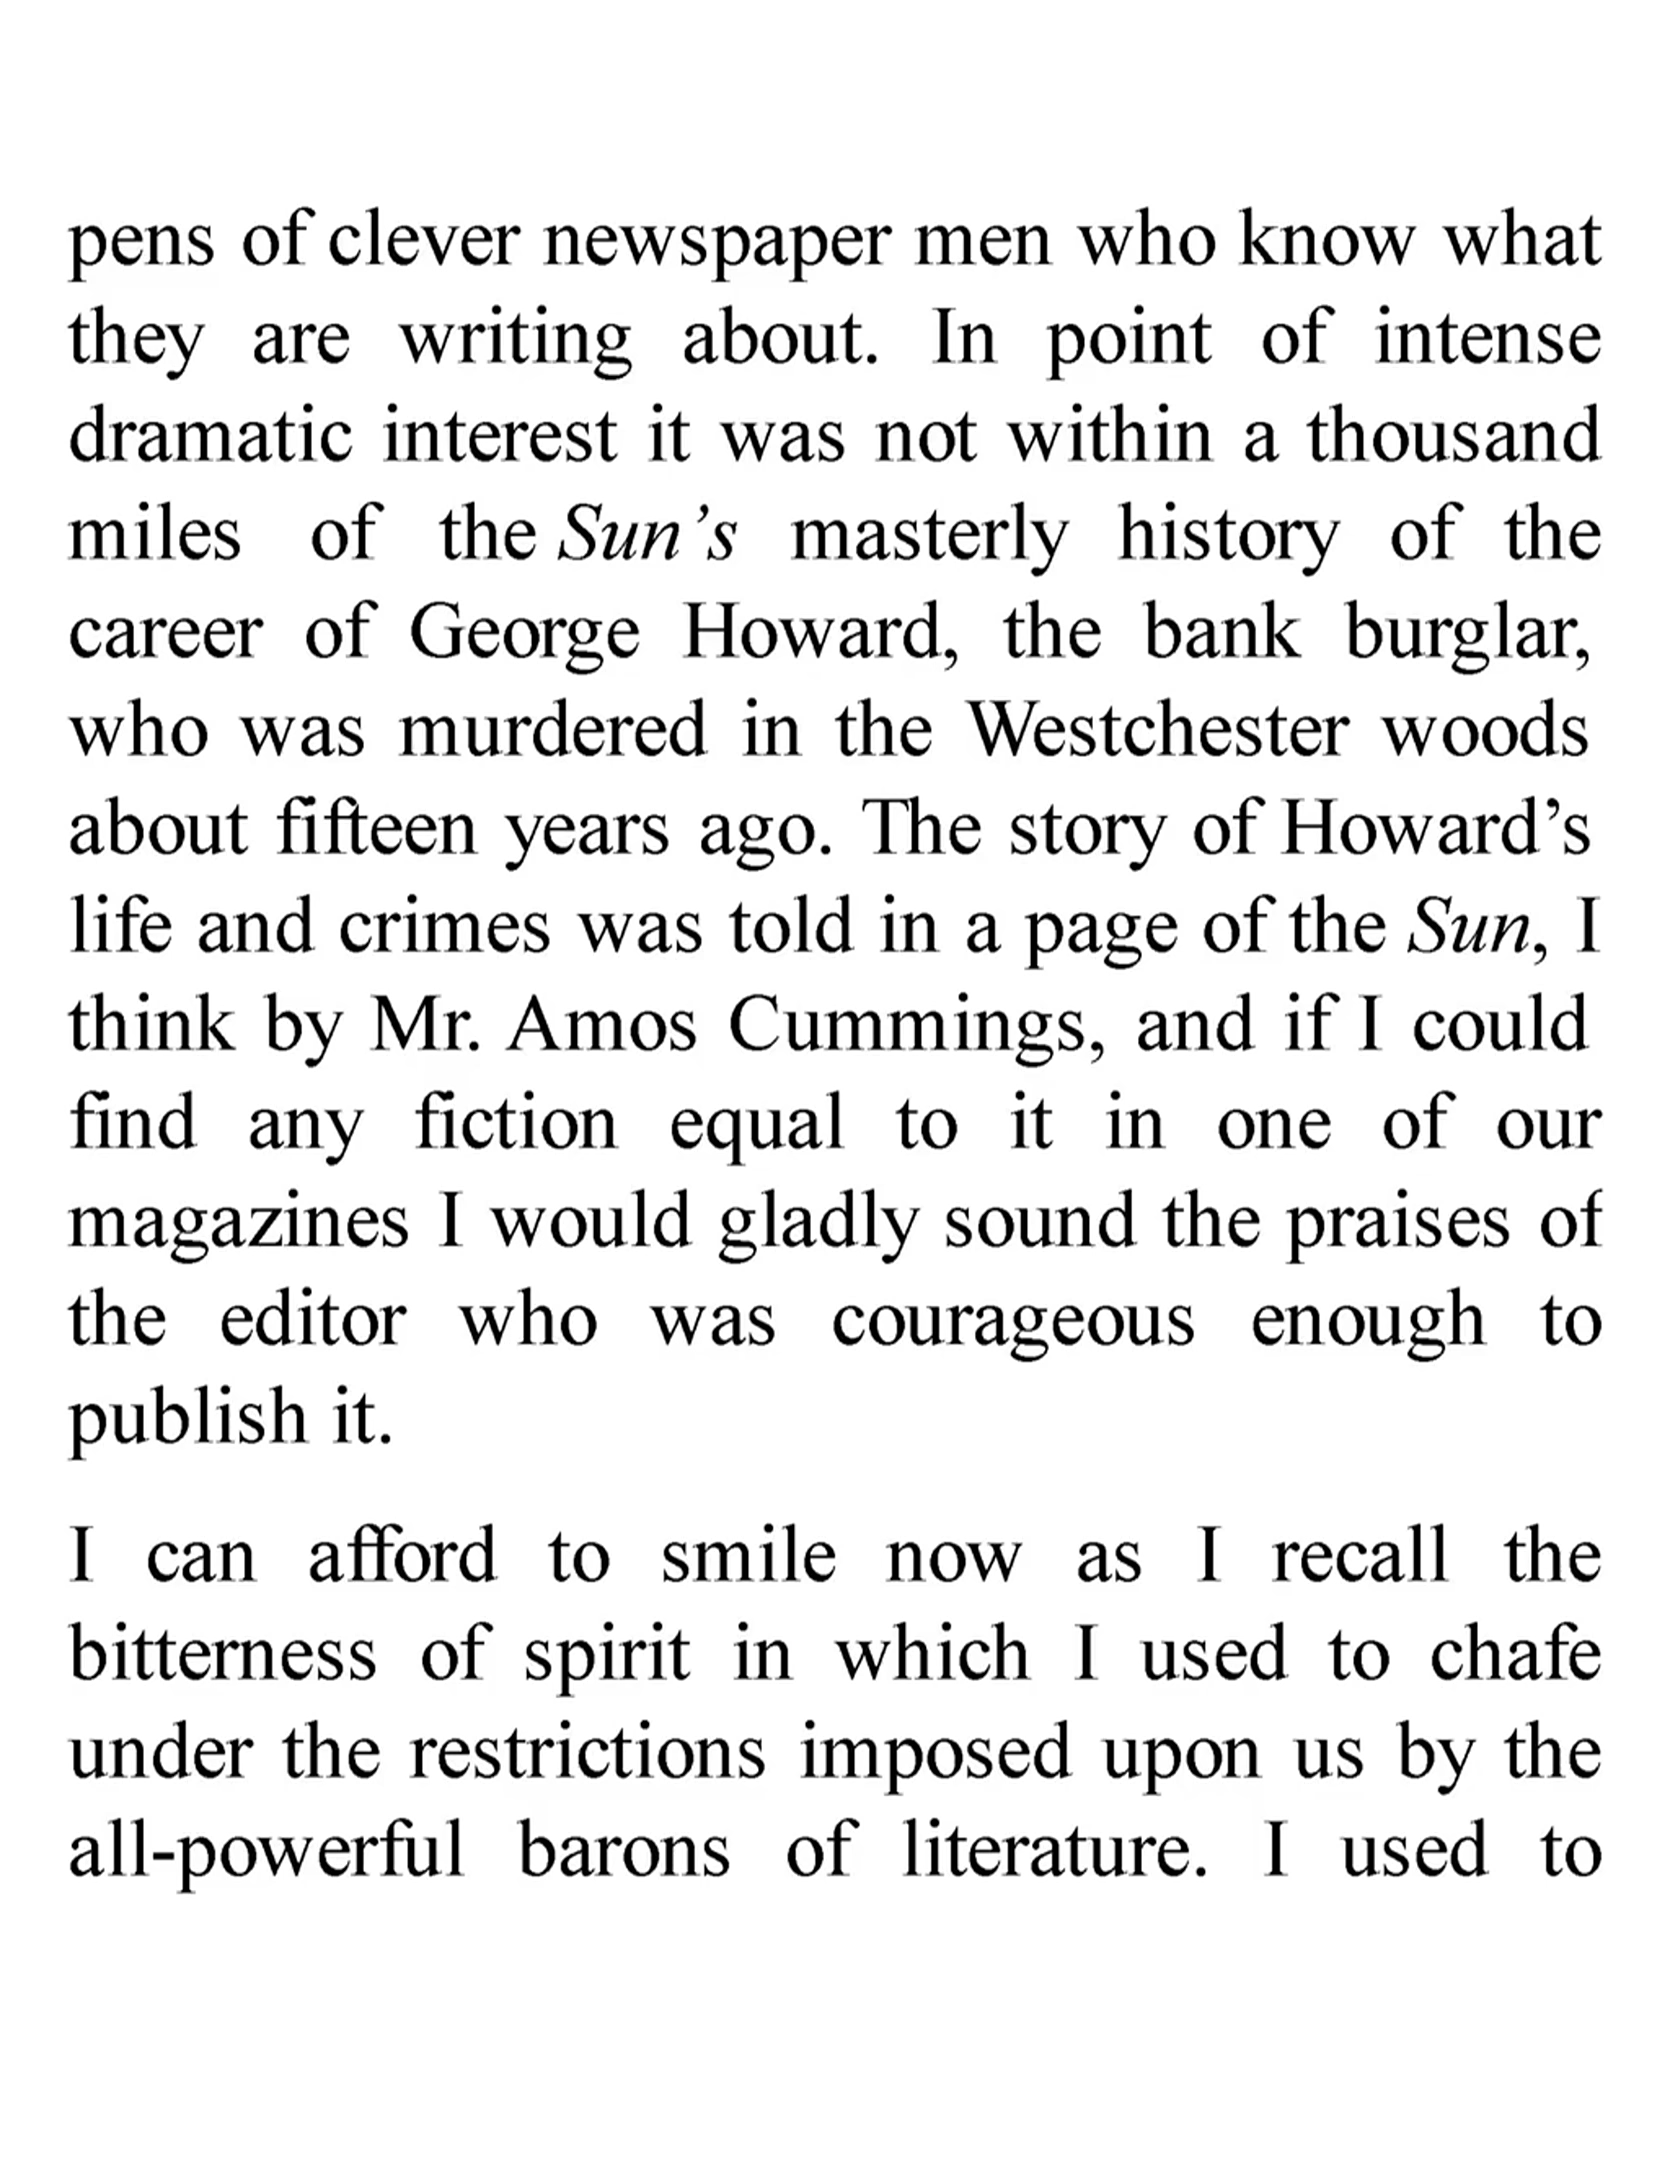 pens of clever newspaper men who know what
they are writing about. In point of intense
dramatic interest it was not within a thousand
miles of the Sun’s masterly history of the
career of George Howard, the bank burglar,
who was murdered in the Westchester woods
about fifteen years ago. The story of Howard’s
life and crimes was told in a page of the Sun, I
think by Mr. Amos Cummings, and if I could
find any fiction equal to it in one of our
magazines I would gladly sound the praises of
the editor who was courageous enough to
publish it.
I can afford to smile now as I recall the
bitterness of spirit in which I used to chafe
under the restrictions imposed upon us by the
all-powerful barons of literature. I used to